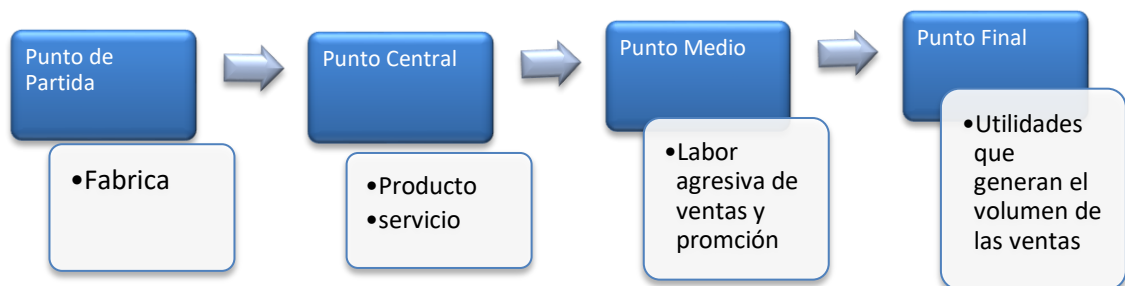 Punto de
Partida
•Fabrica
Punto Central
•Producto
•servicio
Punto Medio
•Labor
agresiva de
ventas y
promción
Punto Final
•Utilidades
que
generan el
volumen de
las ventas